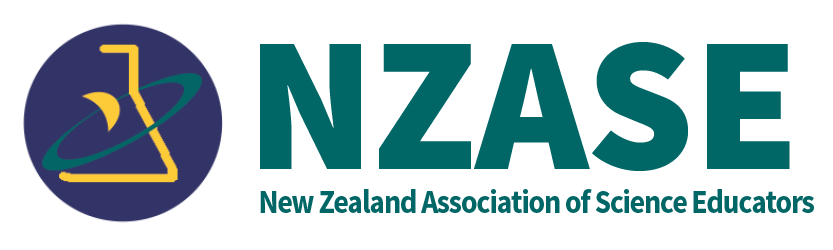 NZASE
New Zealand Association of Science Educators